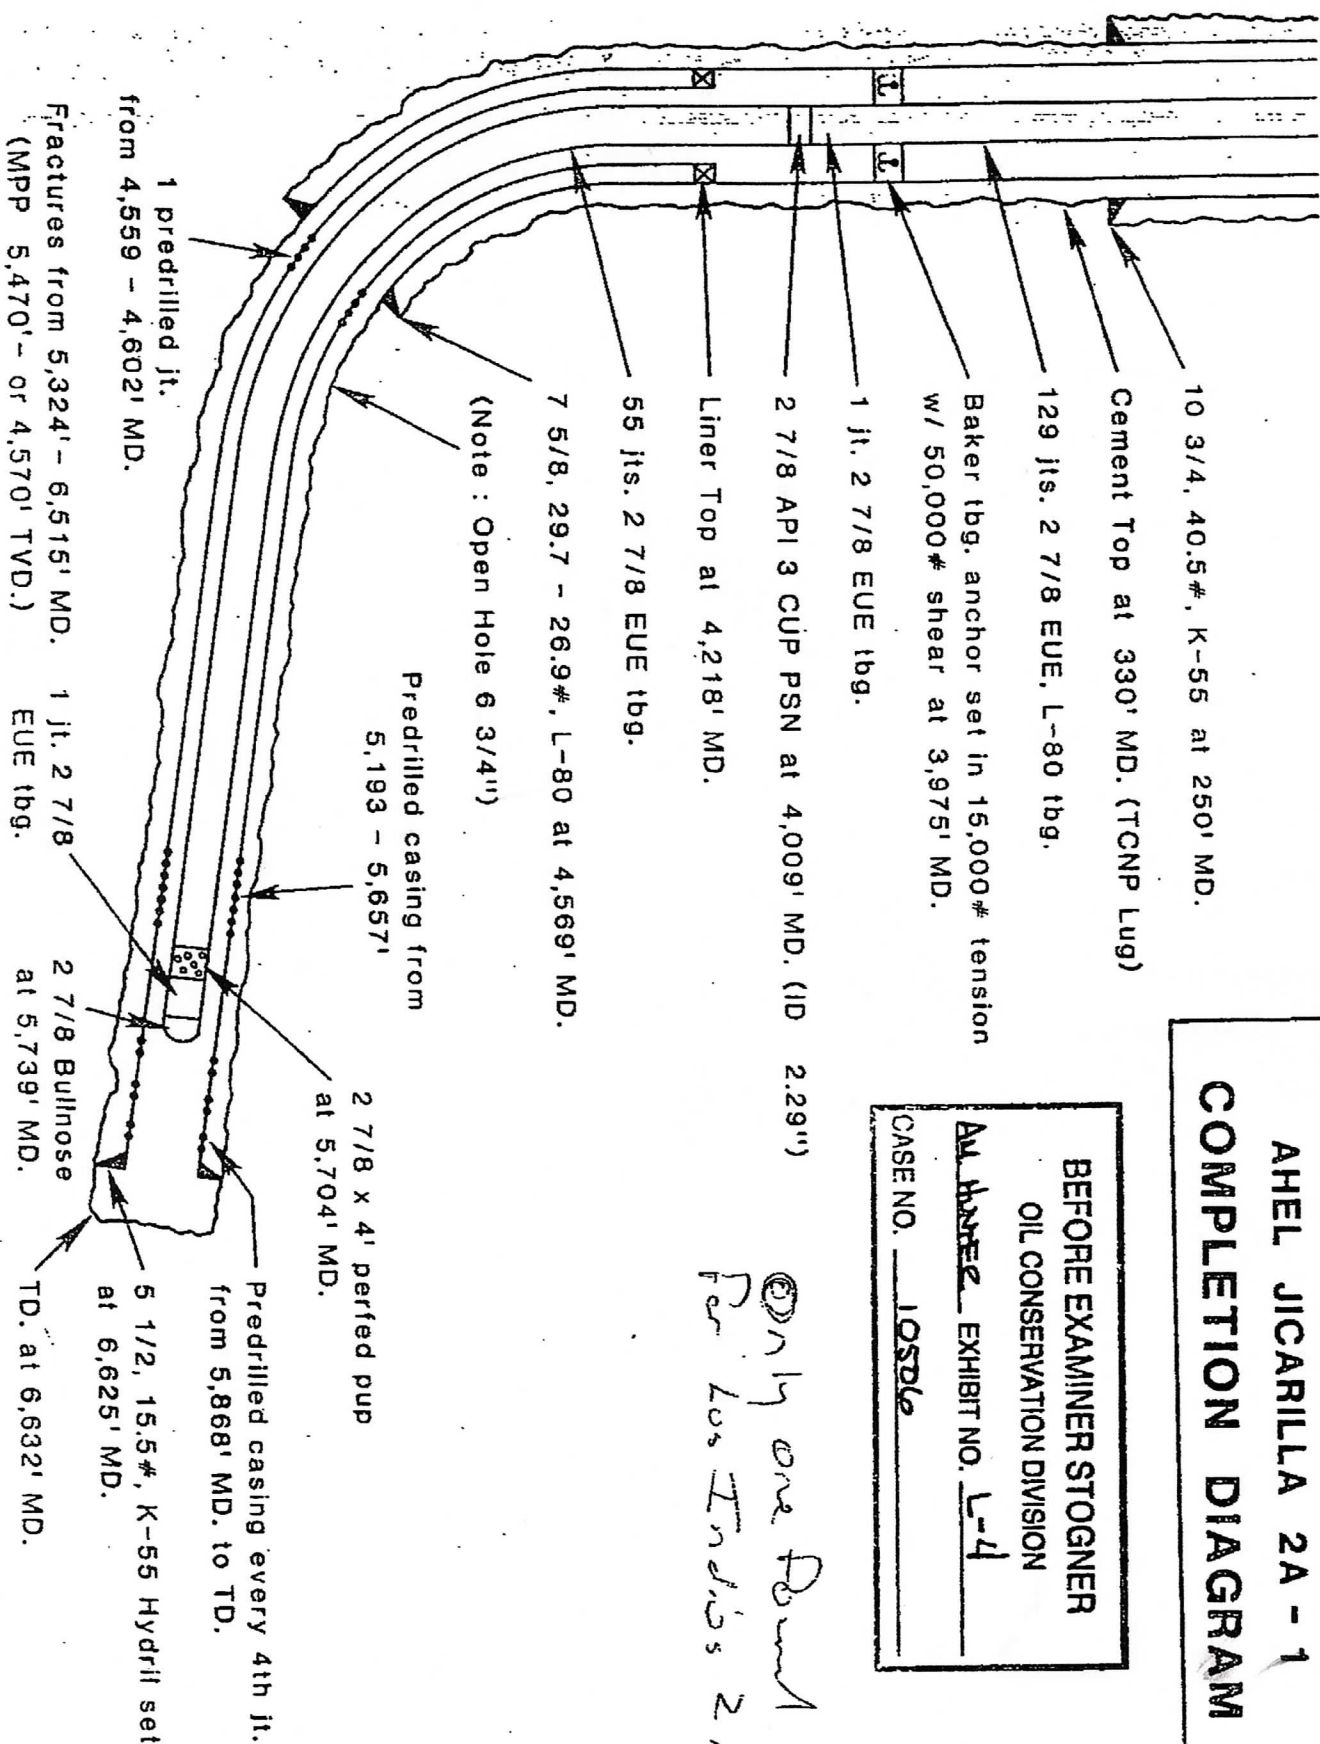 AHEL JICARILLA 2A - 1
COMPLETION DIAGRAM
BEFORE EXAMINER STOGNER
OIL CONSERVATION DIVISION
EXHIBIT NO. L-4
CASE NO. 10506
10 3/4, 40.5#, K-55 at 250' MD.
Cement Top at 330' MD. (TCNP Lug)
129 jts. 2 7/8 EUE, L-80 tbg.
Baker tbg. anchor set in 15,000# tension
w/ 50,000# shear at 3,975' MD.
1 jt. 2 7/8 EUE tbg.
2 7/8 API 3 CUP PSN at 4,009' MD. (ID 2.29")
Liner Top at 4,218' MD.
55 jts. 2 7/8 EUE tbg.
7 5/8, 29.7 - 26.9#, L-80 at 4,569' MD.
(Note : Open Hole 6 3/4")
Only one Found
Per Los Indios 2,
Predrilled casing from
5,193 - 5,657'
2 7/8 x 4' perfed pup
at 5,704' MD.
Predrilled casing every 4th jt.
from 5,868' MD. to TD.
5 1/2, 15.5#, K-55 Hydril set
at 6,625' MD.
TD. at 6,632' MD.
1 predrilled jt.
from 4,559 - 4,602' MD.
Fractures from 5,324' - 6,515' MD.
(MPP 5,470' - or 4,570' TVD.)
1 jt. 2 7/8
EUE tbg.
2 7/8 Bullnose
at 5,739' MD.